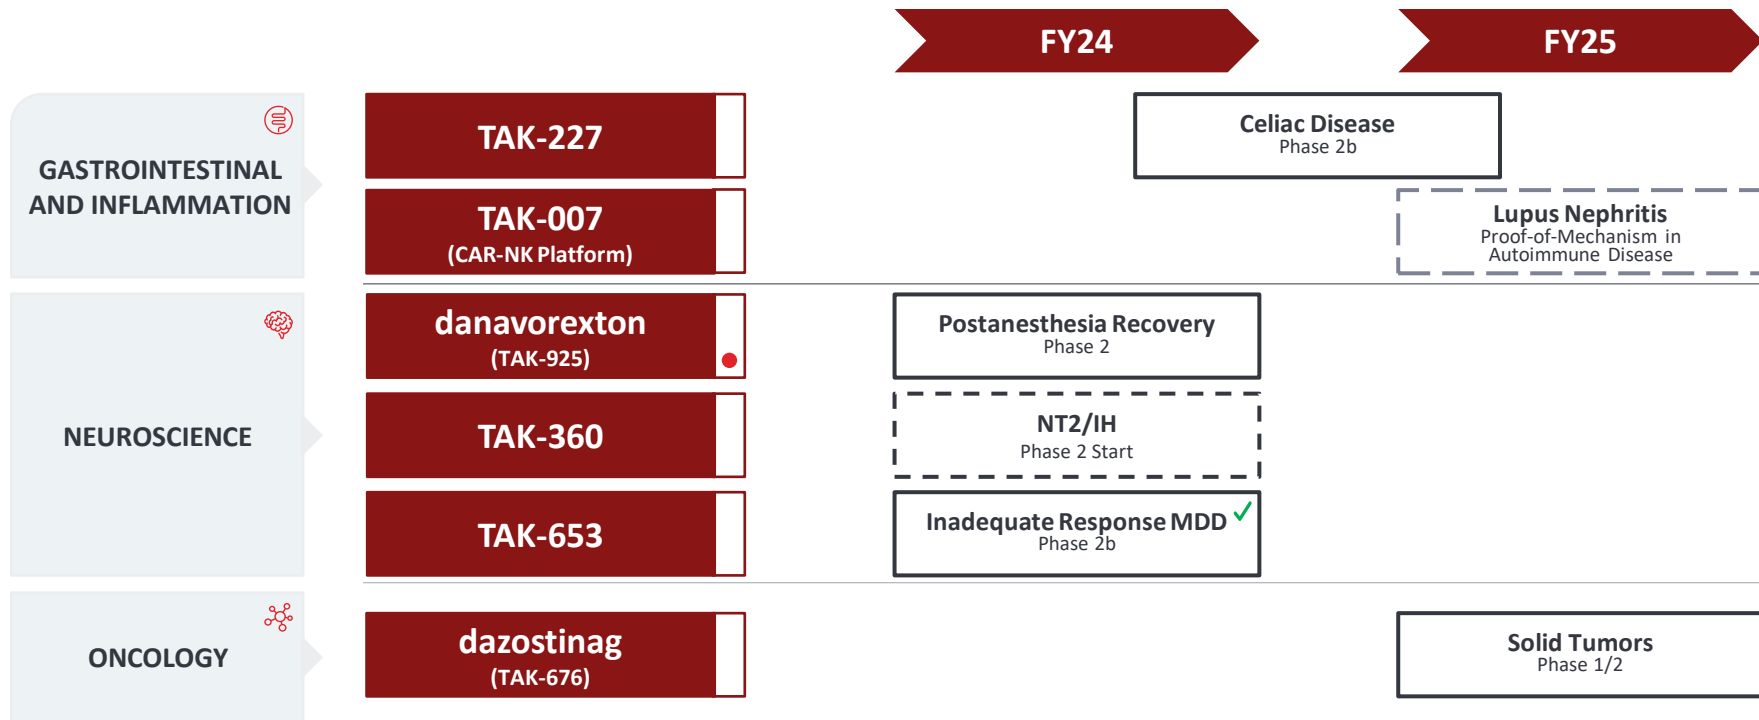 FY24
FY25
GASTROINTESTINAL
AND INFLAMMATION
TAK-227
Celiac Disease
Phase 2b
TAK-007
(CAR-NK Platform)
Lupus Nephritis
Proof-of-Mechanism in
Autoimmune Disease
NEUROSCIENCE
danavorexton
(TAK-925)
Postanesthesia Recovery
Phase 2
TAK-360
NT2/IH
Phase 2 Start
TAK-653
Inadequate Response MDD
Phase 2b
ONCOLOGY
dazostinag
(TAK-676)
Solid Tumors
Phase 1/2